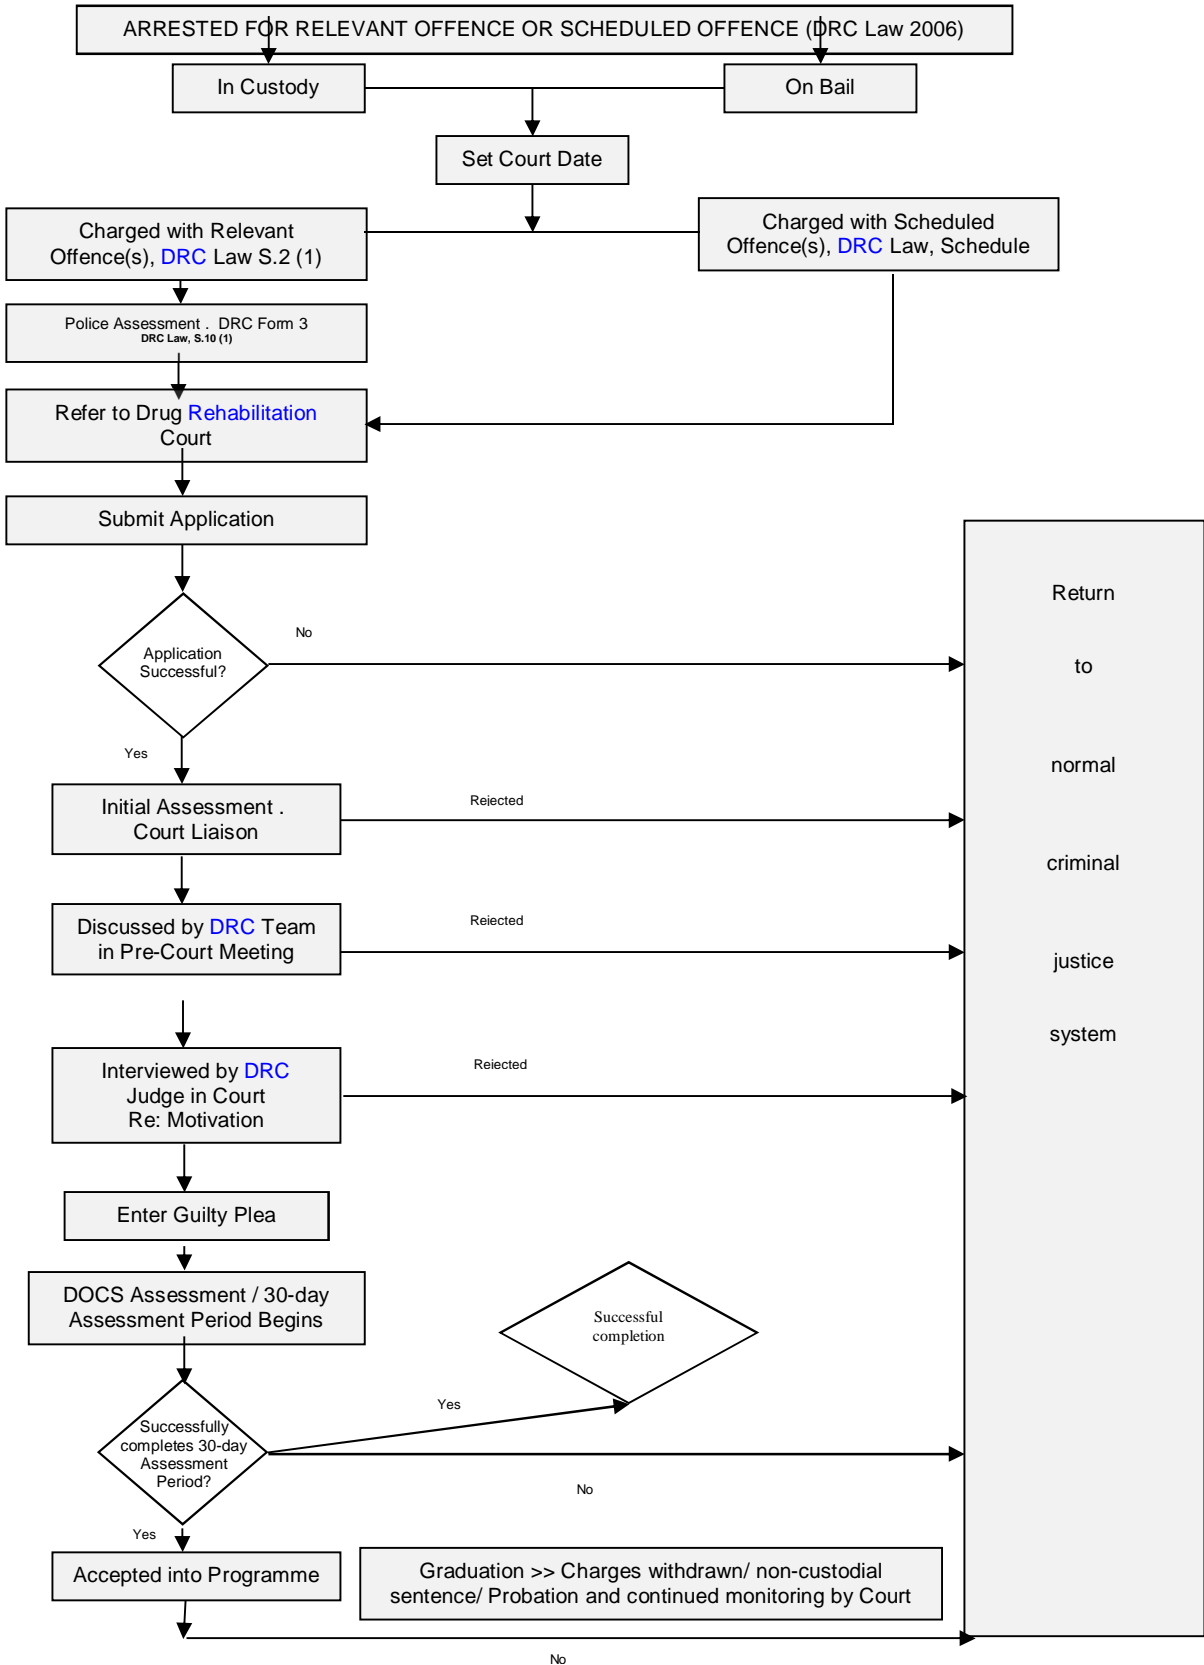 ARRESTED FOR RELEVANT OFFENCE OR SCHEDULED OFFENCE (DRC Law 2006)
In Custody
On Bail
Set Court Date
Charged with Relevant
Offence(s), DRC Law S.2 (1)
Charged with Scheduled
Offence(s), DRC Law, Schedule
Police Assessment . DRC Form 3
DRC Law, S.10 (1)
Refer to Drug Rehabilitation
Court
Submit Application
Application
Successful?
No
Yes
Initial Assessment .
Court Liaison
Rejected
Discussed by DRC Team
in Pre-Court Meeting
Rejected
Interviewed by DRC
Judge in Court
Re: Motivation
Rejected
Enter Guilty Plea
DOCS Assessment / 30-day
Assessment Period Begins
Successful
completion
Successfully
completes 30-day
Assessment
Period?
Yes
No
Yes
Accepted into Programme
Graduation >> Charges withdrawn/ non-custodial
sentence/ Probation and continued monitoring by Court
No
Return
to
normal
criminal
justice
system